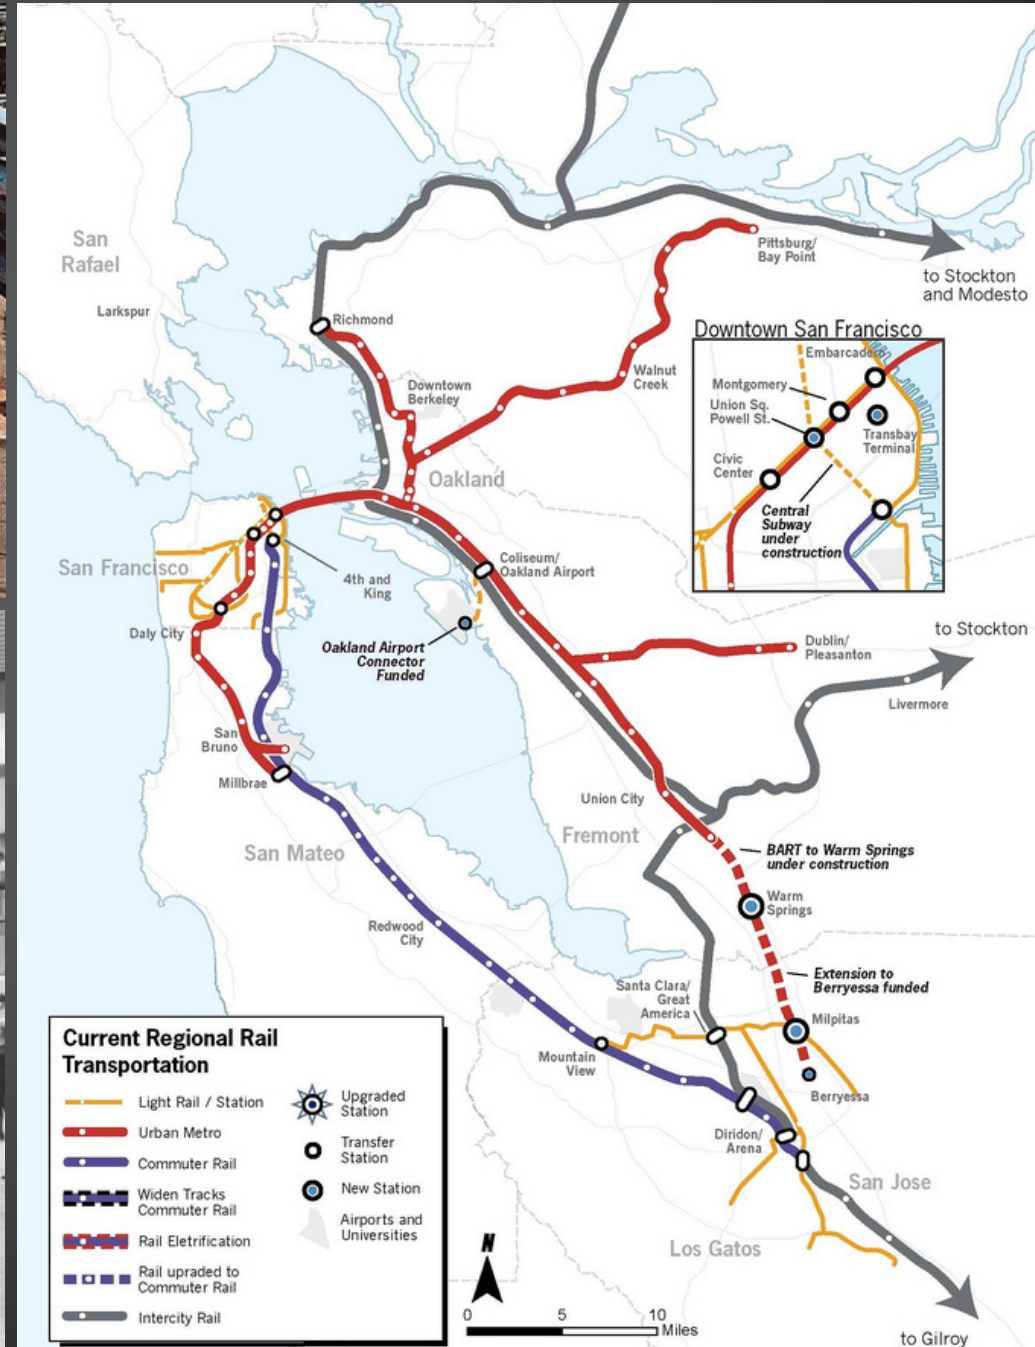 San
Rafael
Larkspur
Pittsburg/
Bay Point
to Stockton
and Modesto
Richmond
Downtown
Berkeley
Walnut
Creek
Oakland
Downtown San Francisco
Embarcadero
Montgomery
Union Sq.
Powell St.
Transbay
Terminal
Civic
Center
Central
Subway
under
construction
San Francisco
4th and
King
Coliseum/
Oakland Airport
Daly City
Oakland Airport
Connector
Funded
Dublin/
Pleasanton
to Stockton
Livermore
San
Bruno
Millbrae
Union City
Fremont
San Mateo
BART to Warm Springs
under construction
Warm
Springs
Redwood
City
Extension to
Berryessa funded
Santa Clara/
Great
America
Milpitas
Mountain
View
Berryessa
Diridon/
Arena
San Jose
Los Gatos
to Gilroy
Current Regional Rail
Transportation
Light Rail / Station
Urban Metro
Commuter Rail
Widen Tracks
Commuter Rail
Rail Eletrification
Rail upraded to
Commuter Rail
Intercity Rail
Upgraded
Station
Transfer
Station
New Station
Airports and
Universities
N
0 5 10
Miles